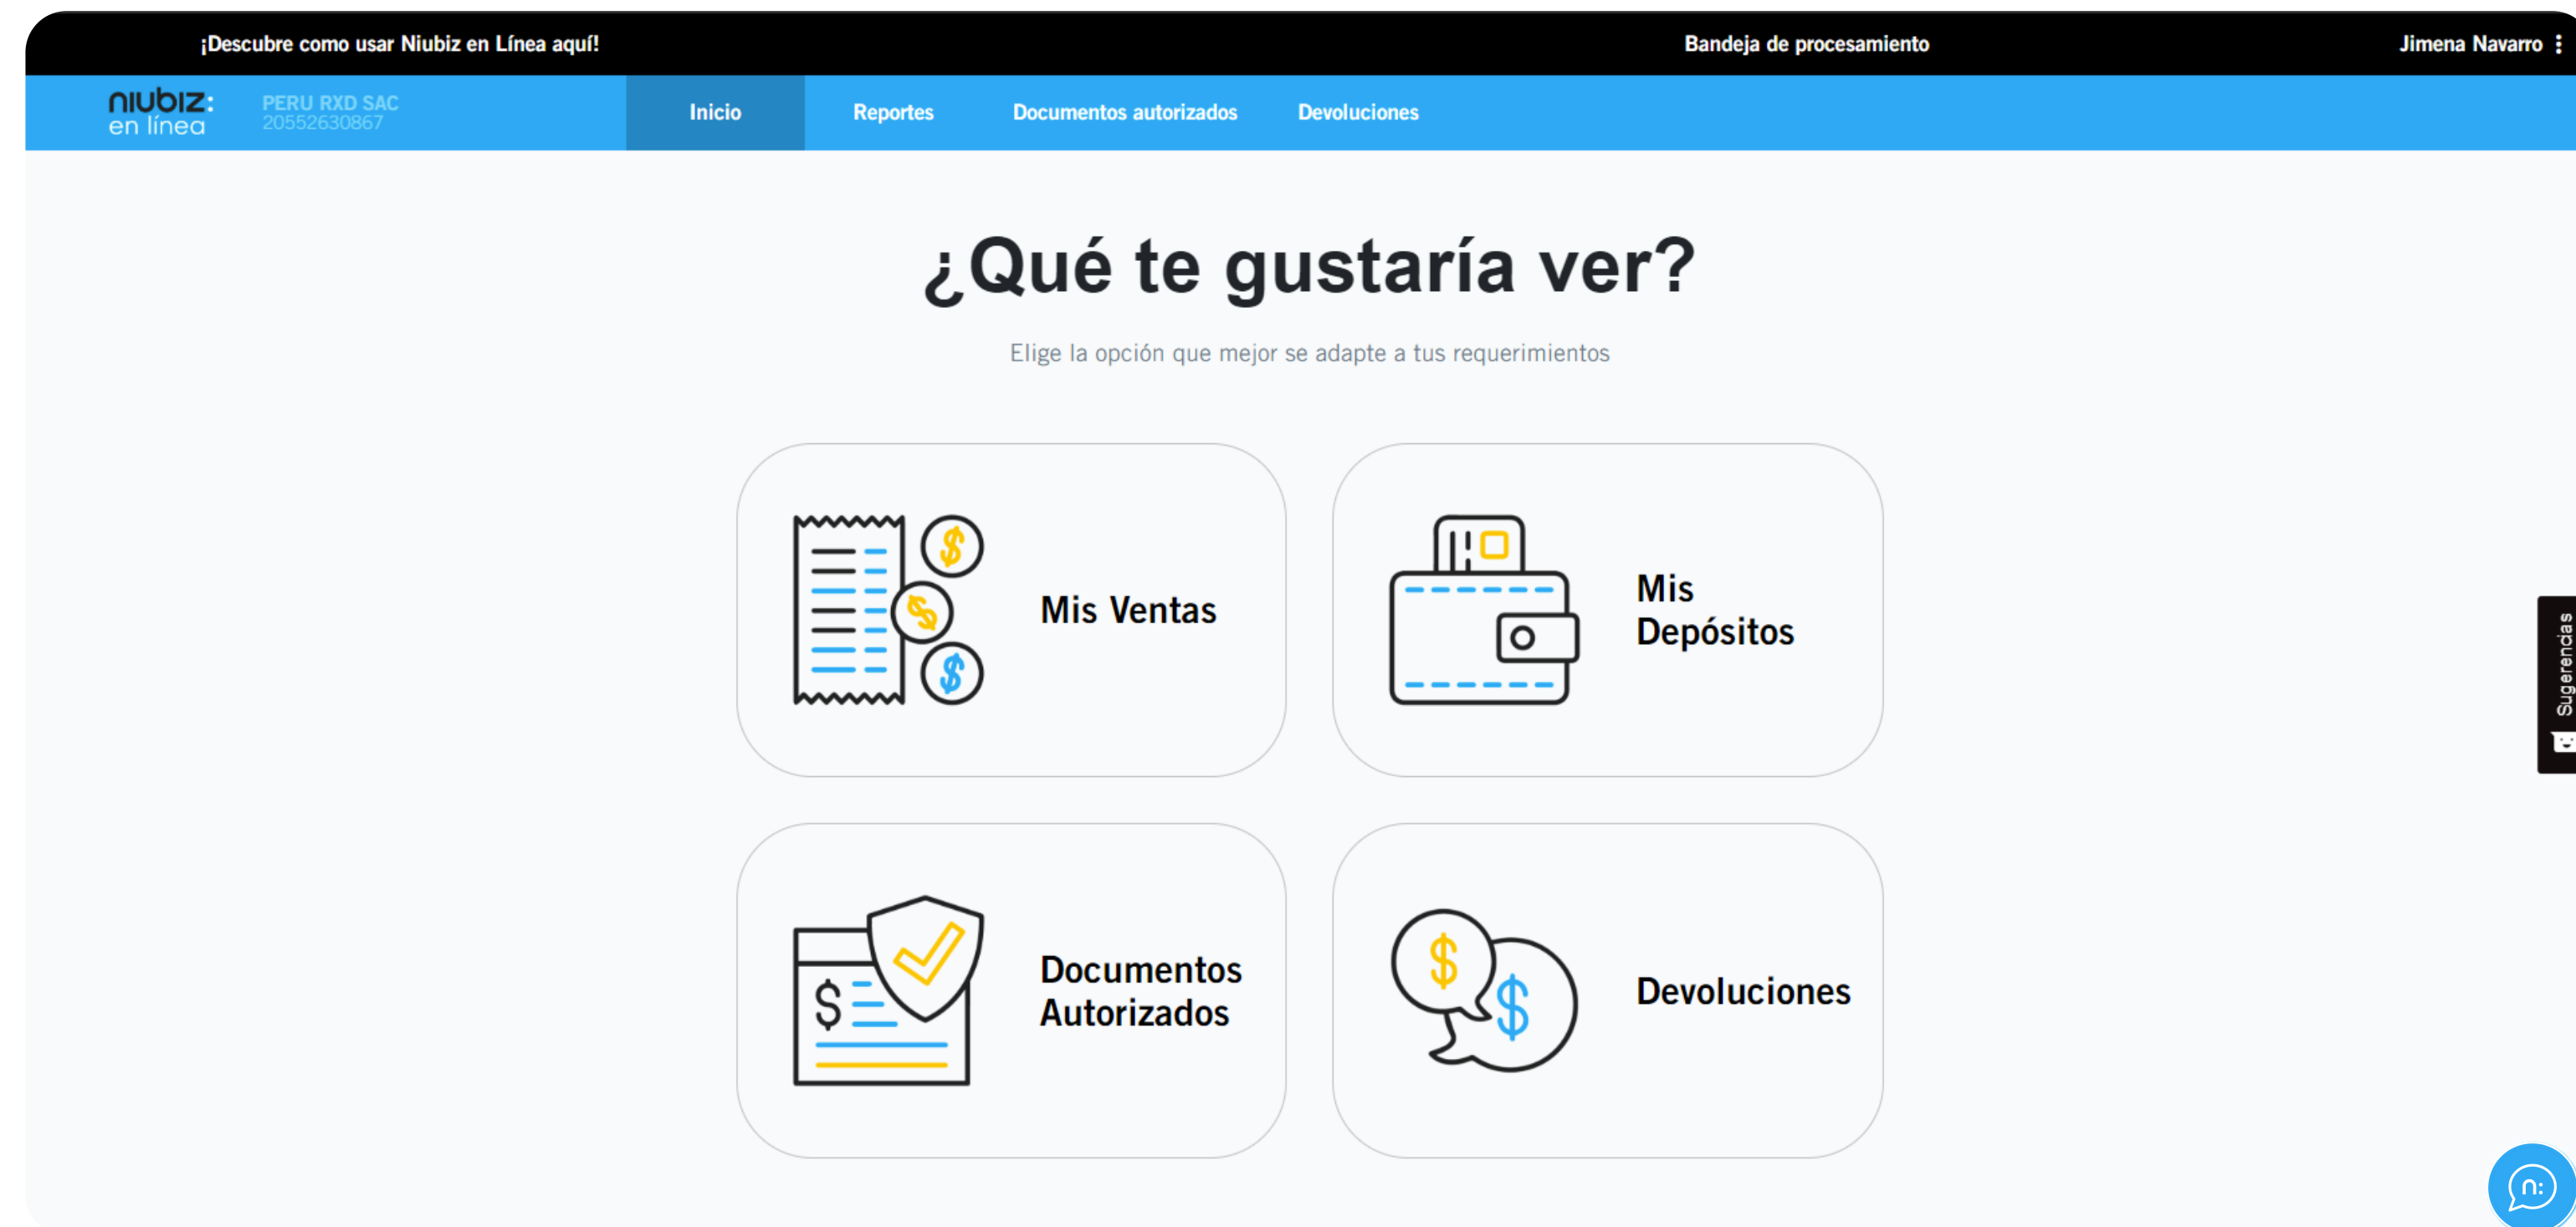 ¡Descubre como usar Niubiz en Línea aquí!
Bandeja de procesamiento
Jimena Navarro
niubiz:
en línea
PERU RXD SAC
20552630867
Inicio
Reportes
Documentos autorizados
Devoluciones
¿Qué te gustaría ver?
Elige la opción que mejor se adapte a tus requerimientos
$
$
$
Mis Ventas
Mis
Depósitos
Sugerencias
$
Documentos
Autorizados
$
$
Devoluciones
n: